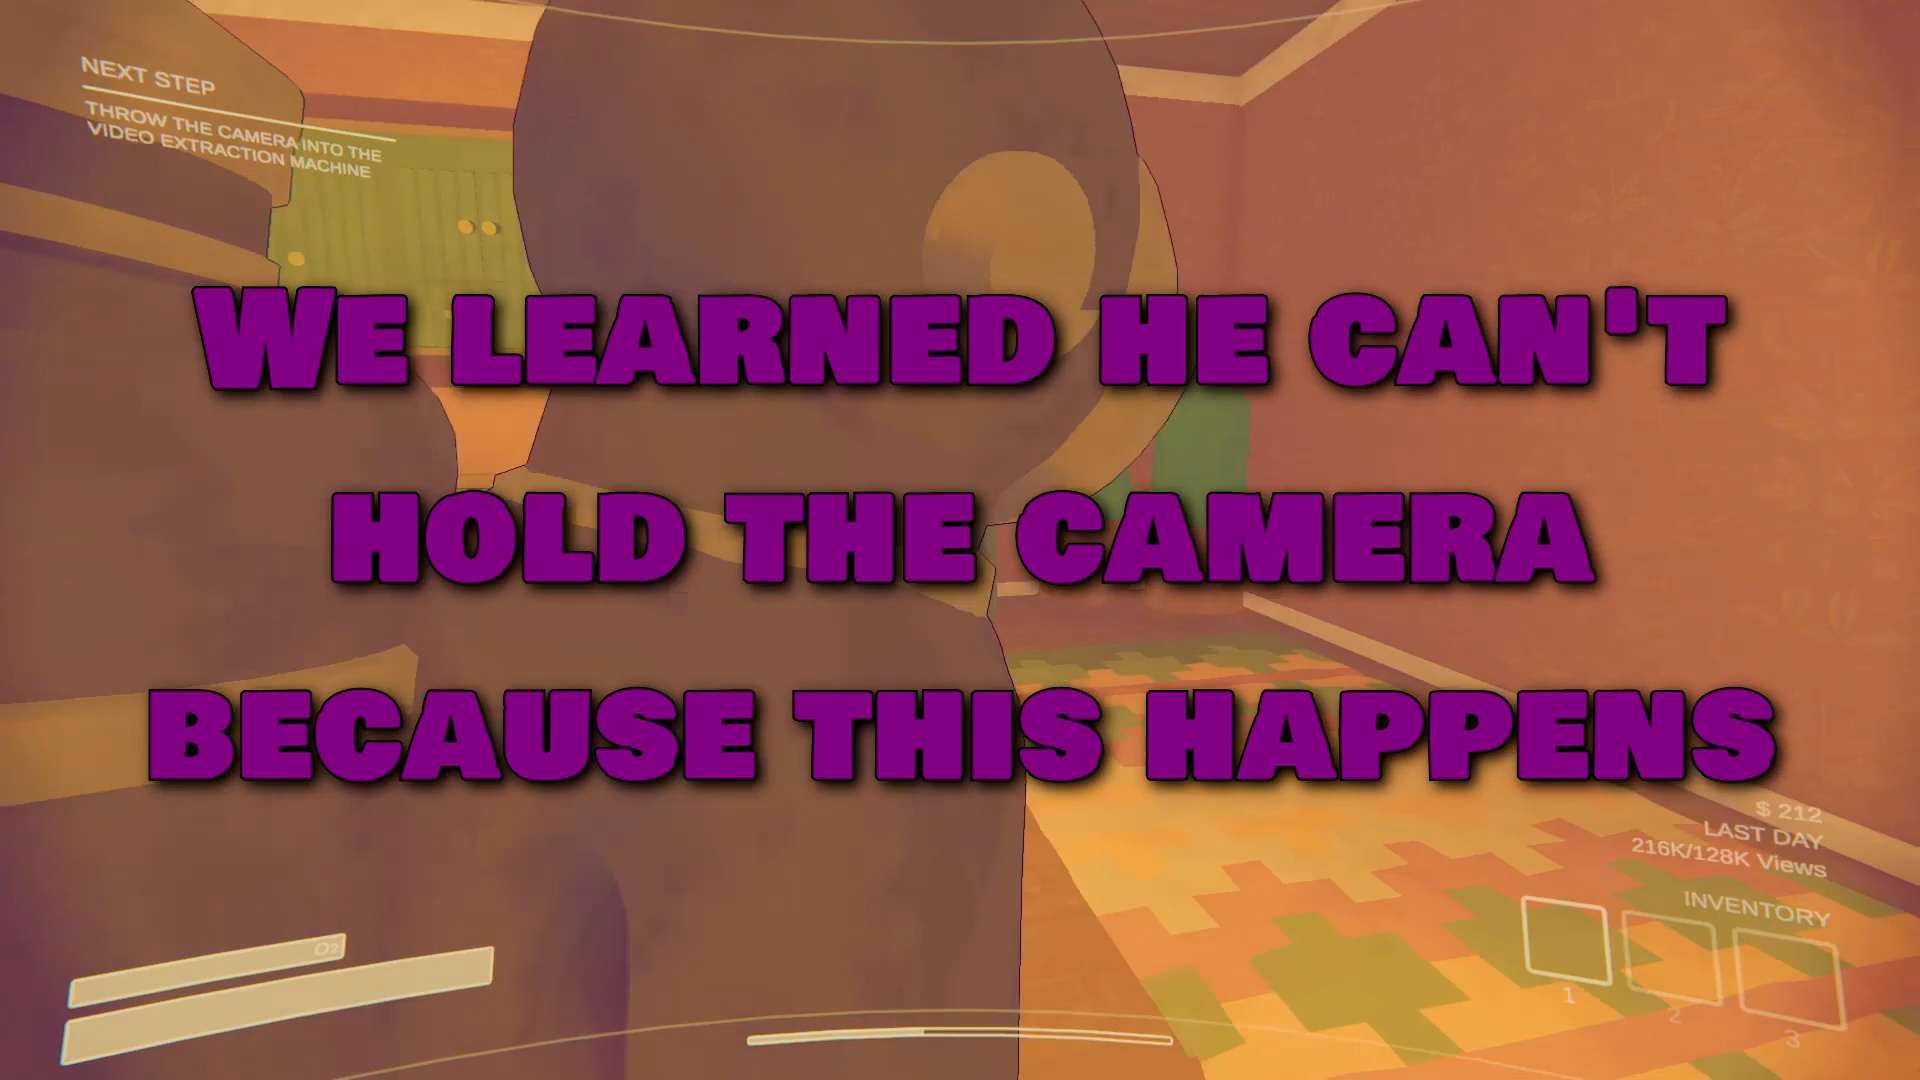 NEXT STEP
THROW THE CAMERA INTO THE
VIDEO EXTRACTION MACHINE
We learned he can't
hold the camera
because this happens
$ 212
LAST DAY
216K/128K Views
INVENTORY
O2
1
2
3